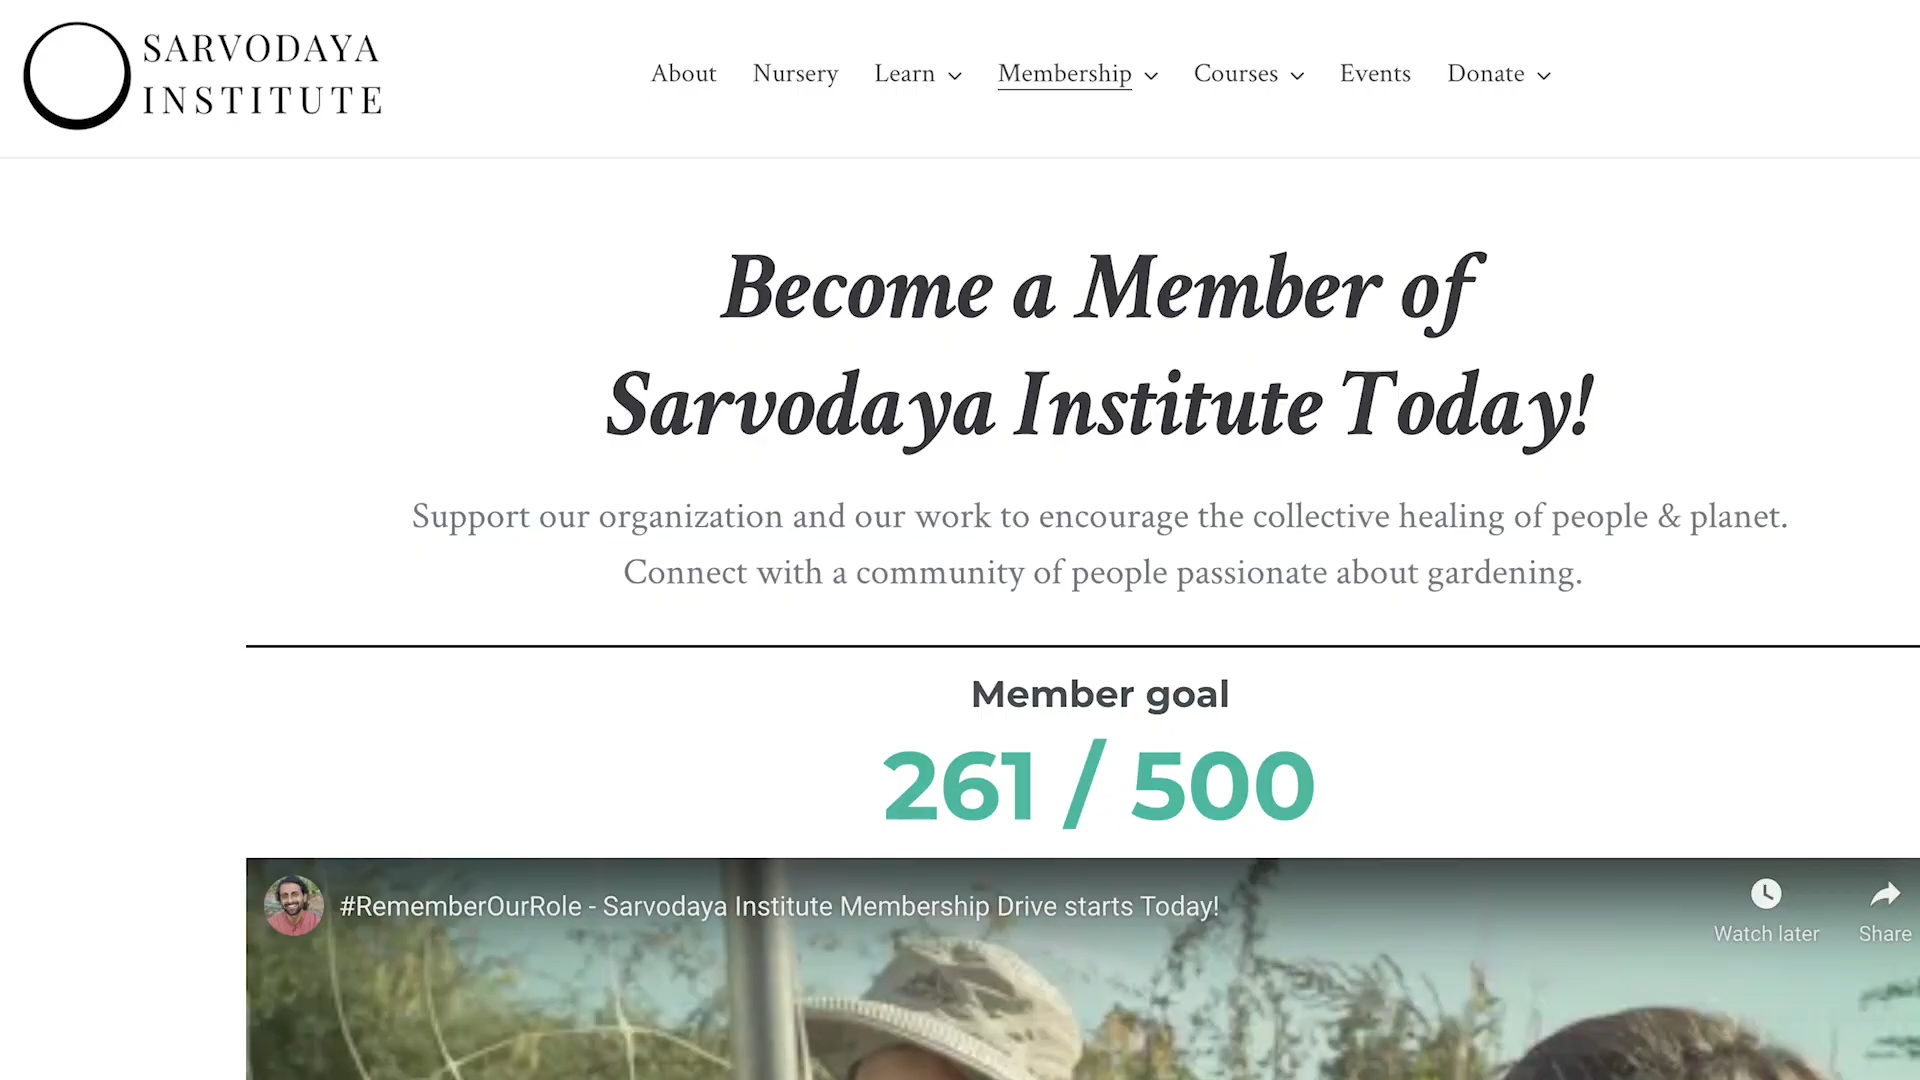 SARVODAYA
INSTITUTE
About Nursery Learn Membership Courses Events Donate
Become a Member of
Sarvodaya Institute Today!
Support our organization and our work to encourage the collective healing of people & planet.
Connect with a community of people passionate about gardening.
Member goal
261 / 500
#RememberOurRole - Sarvodaya Institute Membership Drive starts Today!
Watch later
Share